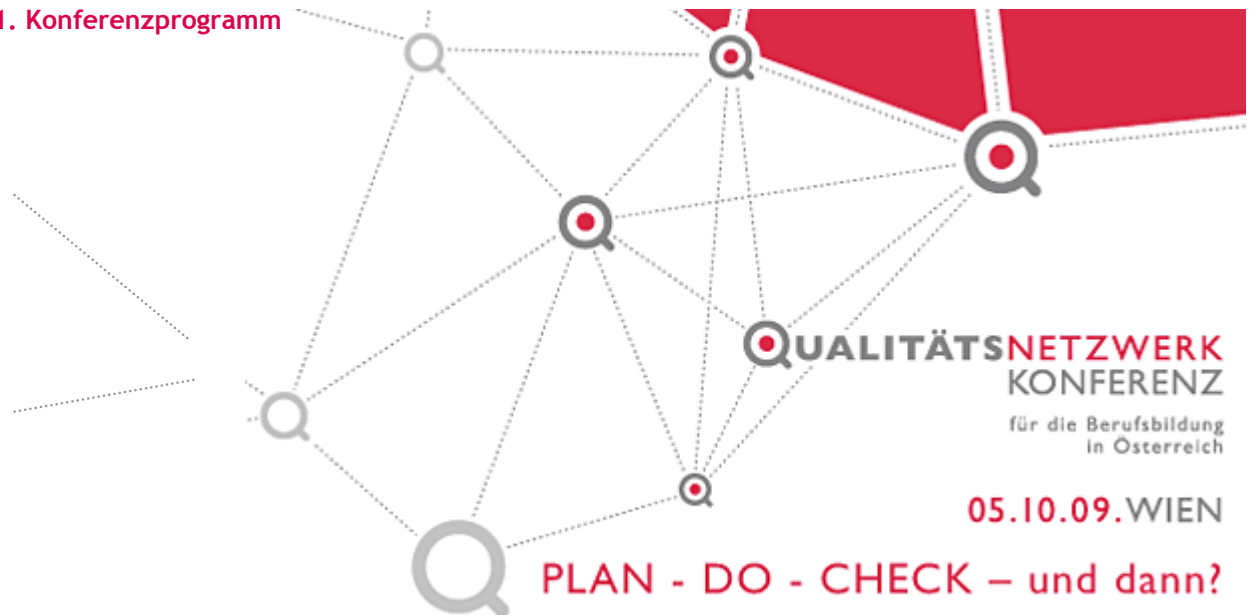 1. Konferenzprogramm
QUALITÄTSNETZWERK
KONFERENZ
für die Berufsbildung
in Österreich
05.10.09.WIEN
PLAN - DO - CHECK – und dann?